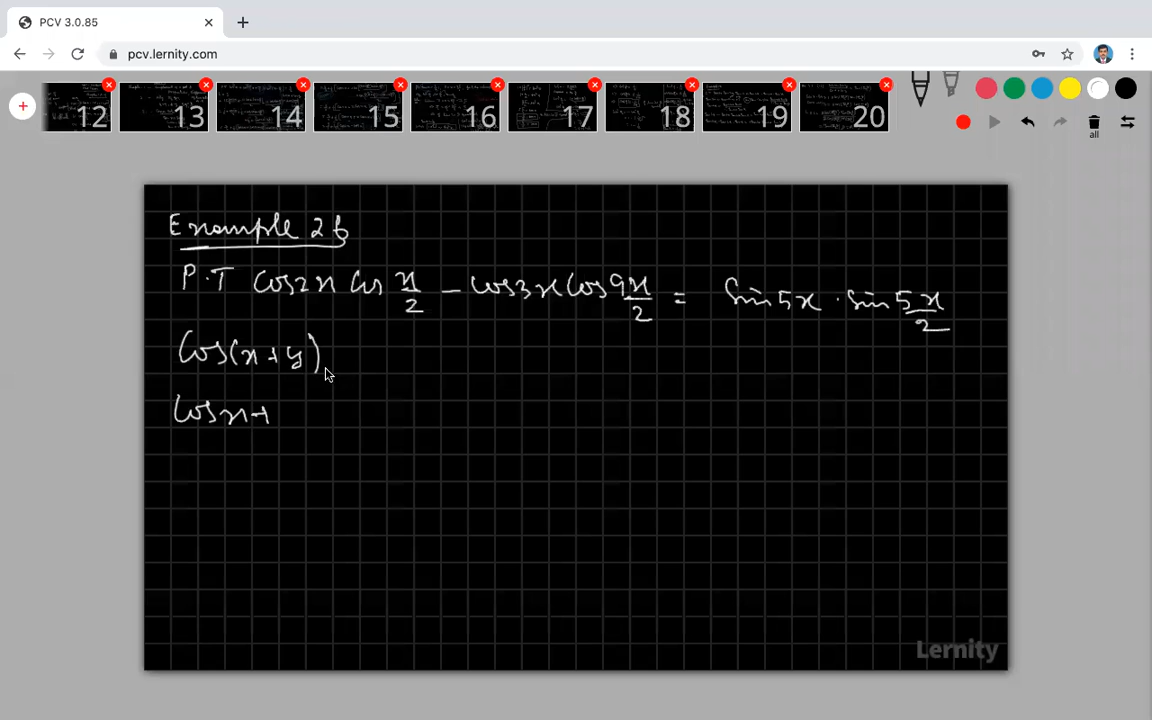 PCV 3.0.85
pcv.lernity.com
12 13 14 15 16 17 18 19 20
all
Example 26
P.T Cos2x Cos x/2 - Cos3x Cos 9x/2 = Sin5x · Sin 5x/2
Cos(x+y)
Cosx+
Lernity